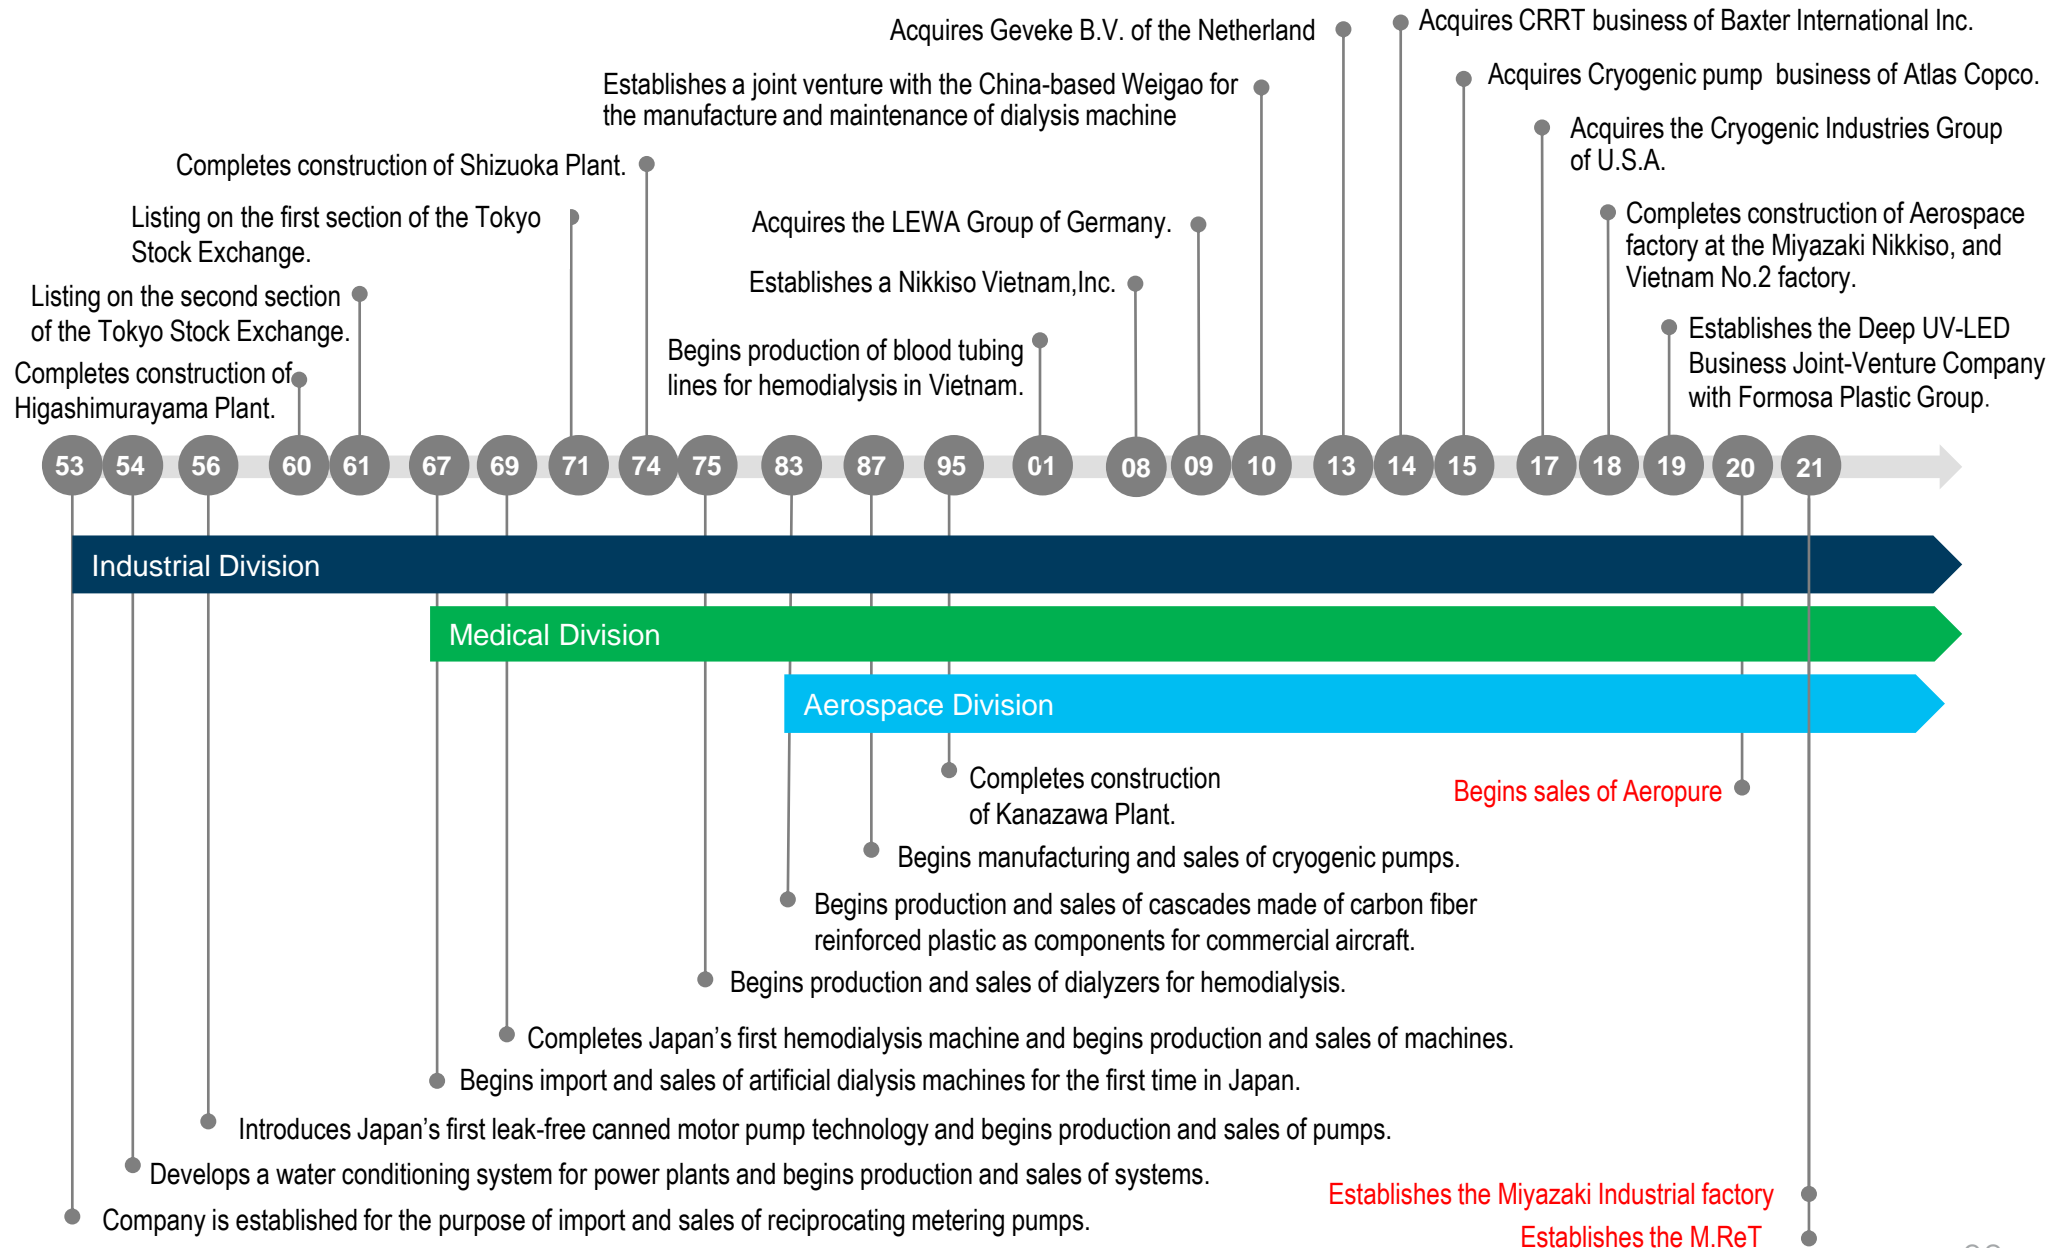 Acquires Geveke B.V. of the Netherland
Acquires CRRT business of Baxter International Inc.
Establishes a joint venture with the China-based Weigao for
the manufacture and maintenance of dialysis machine
Acquires Cryogenic pump business of Atlas Copco.
Acquires the Cryogenic Industries Group
of U.S.A.
Completes construction of Shizuoka Plant.
Listing on the first section of the Tokyo
Stock Exchange.
Acquires the LEWA Group of Germany.
Completes construction of Aerospace
factory at the Miyazaki Nikkiso, and
Vietnam No.2 factory.
Establishes a Nikkiso Vietnam,Inc.
Listing on the second section
of the Tokyo Stock Exchange.
Begins production of blood tubing
lines for hemodialysis in Vietnam.
Establishes the Deep UV-LED
Business Joint-Venture Company
with Formosa Plastic Group.
Completes construction of
Higashimurayama Plant.
53 54 56 60 61 67 69 71 74 75 83 87 95 01 08 09 10 13 14 15 17 18 19 20 21
Industrial Division
Medical Division
Aerospace Division
Completes construction
of Kanazawa Plant.
Begins sales of Aeropure
Begins manufacturing and sales of cryogenic pumps.
Begins production and sales of cascades made of carbon fiber
reinforced plastic as components for commercial aircraft.
Begins production and sales of dialyzers for hemodialysis.
Completes Japan’s first hemodialysis machine and begins production and sales of machines.
Begins import and sales of artificial dialysis machines for the first time in Japan.
Introduces Japan’s first leak-free canned motor pump technology and begins production and sales of pumps.
Develops a water conditioning system for power plants and begins production and sales of systems.
Establishes the Miyazaki Industrial factory
Company is established for the purpose of import and sales of reciprocating metering pumps.
Establishes the M.ReT